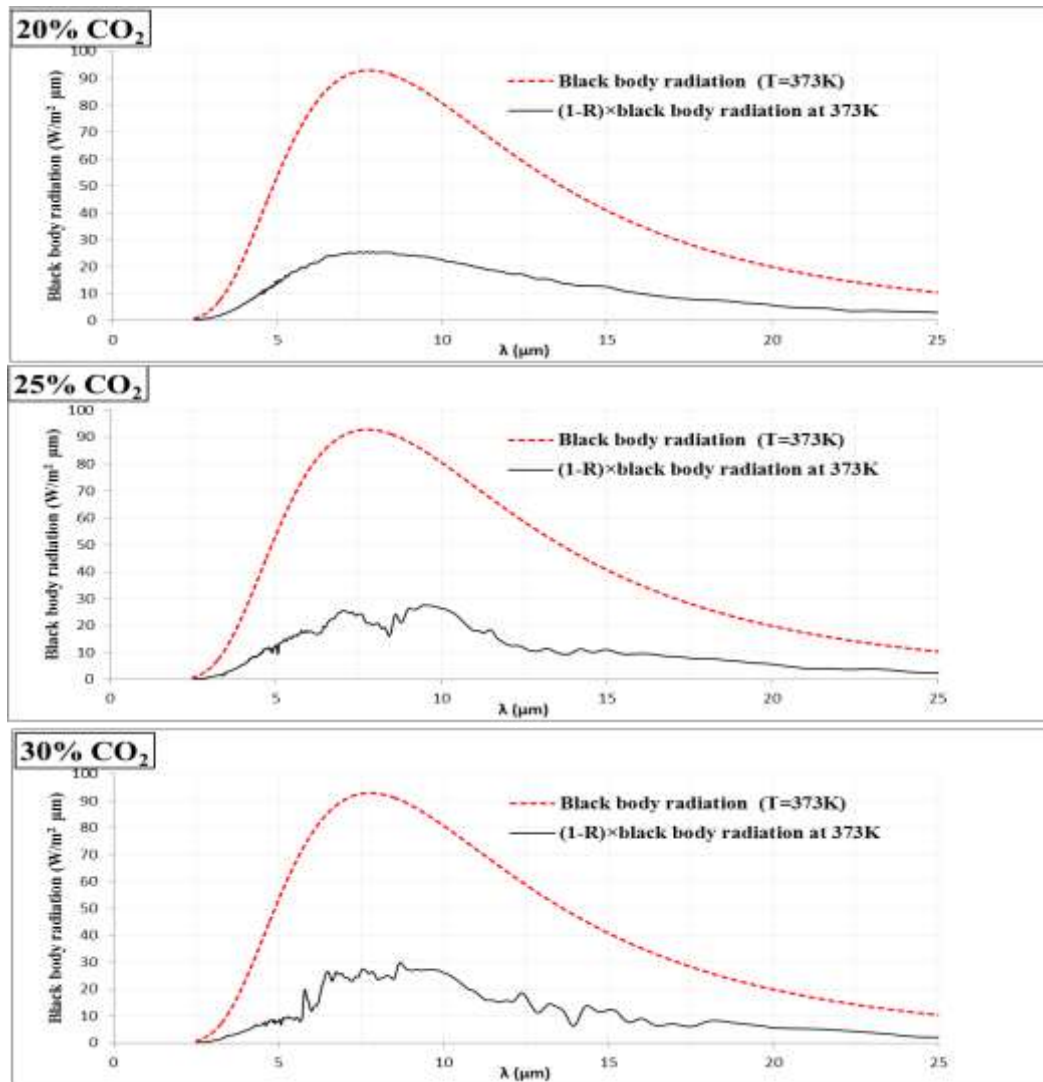 20% CO₂
Black body radiation (W/m² µm)
100
90
80
70
60
50
40
30
20
10
0
Black body radiation (T=373K)
(1-R)×black body radiation at 373K
0 5 10 15 20 25
λ (µm)
25% CO₂
Black body radiation (W/m² µm)
100
90
80
70
60
50
40
30
20
10
0
Black body radiation (T=373K)
(1-R)×black body radiation at 373K
0 5 10 15 20 25
λ (µm)
30% CO₂
Black body radiation (W/m² µm)
100
90
80
70
60
50
40
30
20
10
0
Black body radiation (T=373K)
(1-R)×black body radiation at 373K
0 5 10 15 20 25
λ (µm)